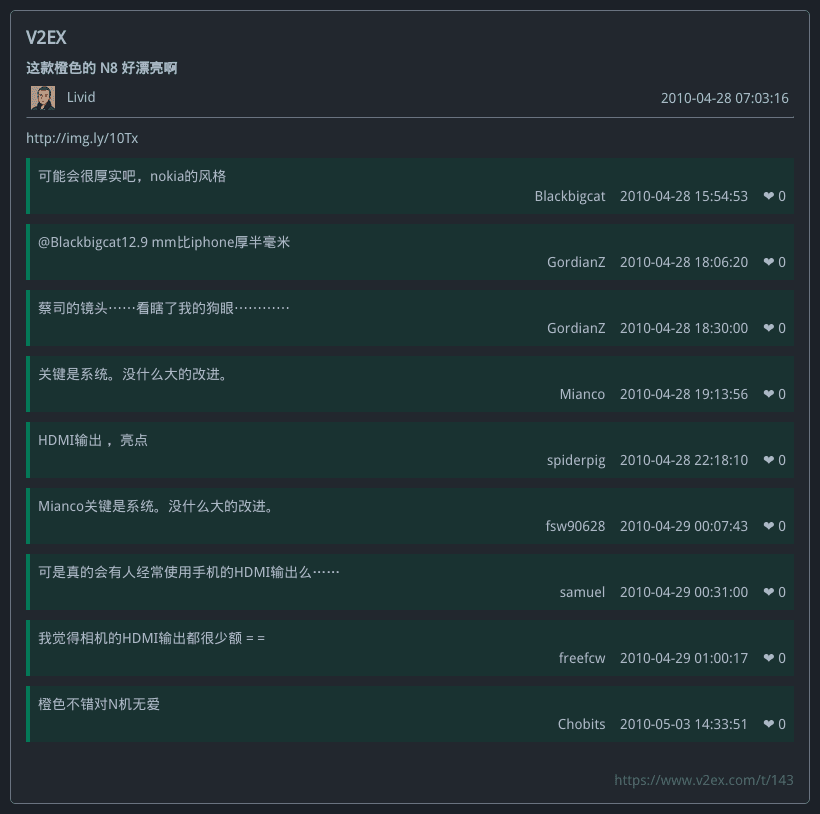 V2EX
这款橙色的 N8 好漂亮啊
Livid 2010-04-28 07:03:16
http://img.ly/10Tx
可能会很厚实吧，nokia的风格
Blackbigcat 2010-04-28 15:54:53 ❤ 0
@Blackbigcat12.9 mm比iphone厚半毫米
GordianZ 2010-04-28 18:06:20 ❤ 0
蔡司的镜头……看瞎了我的狗眼…………
GordianZ 2010-04-28 18:30:00 ❤ 0
关键是系统。没什么大的改进。
Mianco 2010-04-28 19:13:56 ❤ 0
HDMI输出 ，亮点
spiderpig 2010-04-28 22:18:10 ❤ 0
Mianco关键是系统。没什么大的改进。
fsw90628 2010-04-29 00:07:43 ❤ 0
可是真的会有人经常使用手机的HDMI输出么……
samuel 2010-04-29 00:31:00 ❤ 0
我觉得相机的HDMI输出都很少额 = =
freefcw 2010-04-29 01:00:17 ❤ 0
橙色不错对N机无爱
Chobits 2010-05-03 14:33:51 ❤ 0
https://www.v2ex.com/t/143